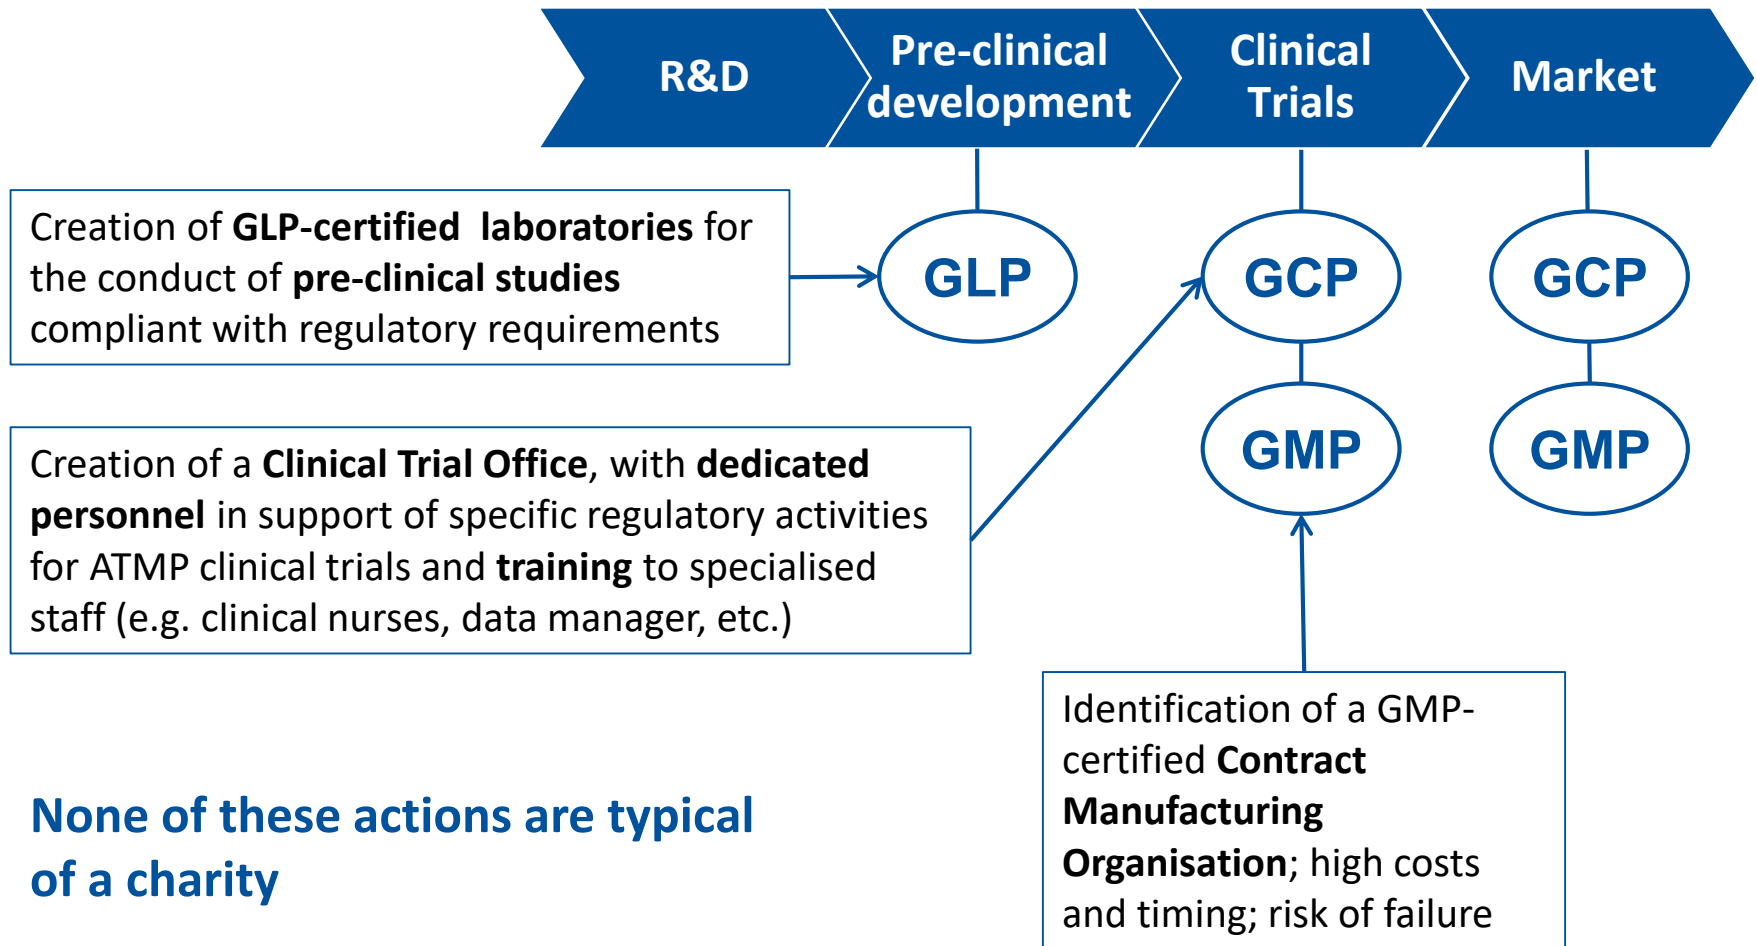 R&D
Pre-clinical
development
Clinical
Trials
Market
Creation of GLP-certified laboratories for
the conduct of pre-clinical studies
compliant with regulatory requirements
GLP
GCP
GCP
GMP
GMP
Creation of a Clinical Trial Office, with dedicated
personnel in support of specific regulatory activities
for ATMP clinical trials and training to specialised
staff (e.g. clinical nurses, data manager, etc.)
Identification of a GMP-
certified Contract
Manufacturing
Organisation; high costs
and timing; risk of failure
None of these actions are typical
of a charity